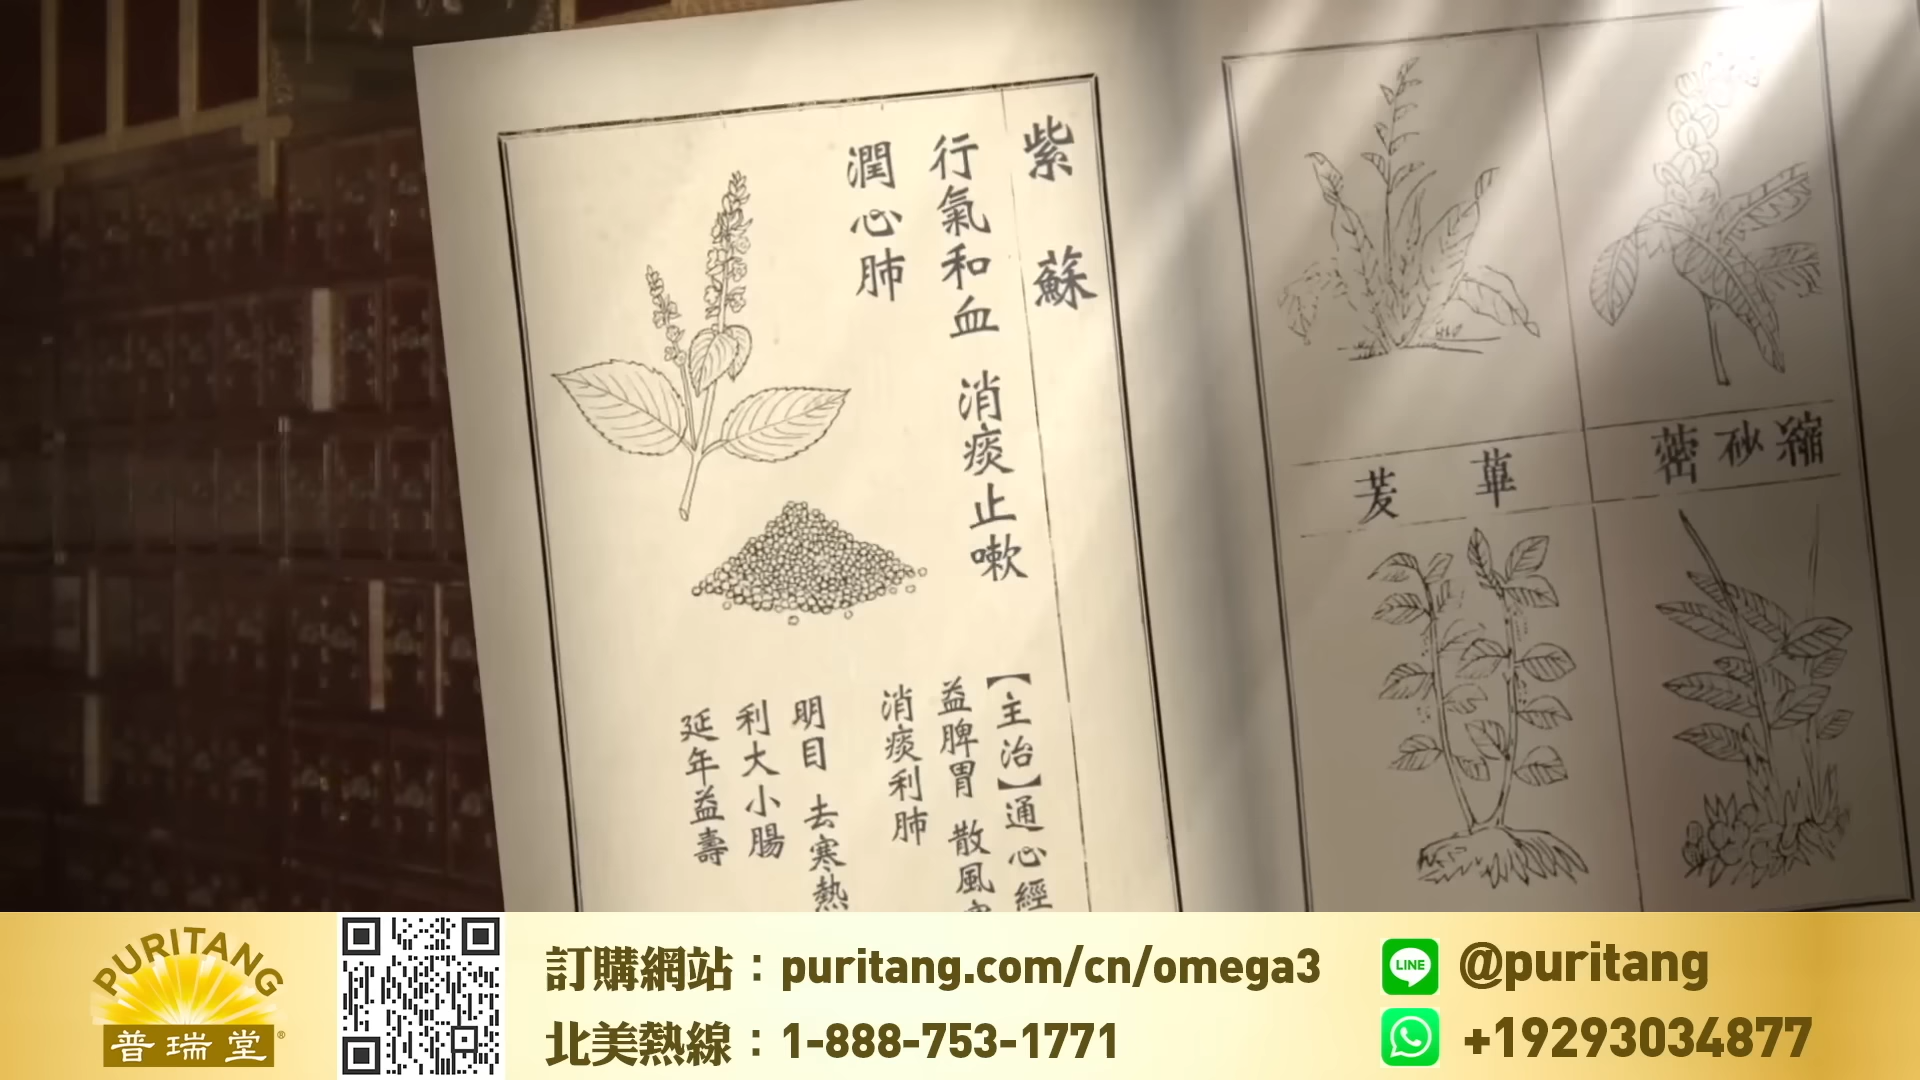 紫蘇
行氣和血 消痰止嗽
潤心肺
【主治】通心經
益脾胃 散風
消痰利肺
明目 去寒熱
利大小腸
延年益壽
縮砂蔤
蓽
茇
PURITANG
普瑞堂®
訂購網站：puritang.com/cn/omega3
北美熱線：1-888-753-1771
LINE
@puritang
+19293034877